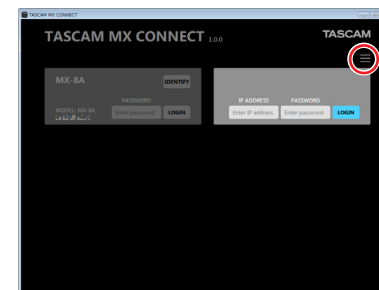 TASCAM MX CONNECT
TASCAM MX CONNECT 1.0.0
TASCAM
MX-8A
IDENTIFY
PASSWORD
MODEL: MX-8A
Enter password
LOGIN
IP ADDRESS
PASSWORD
Enter IP address
Enter password
LOGIN